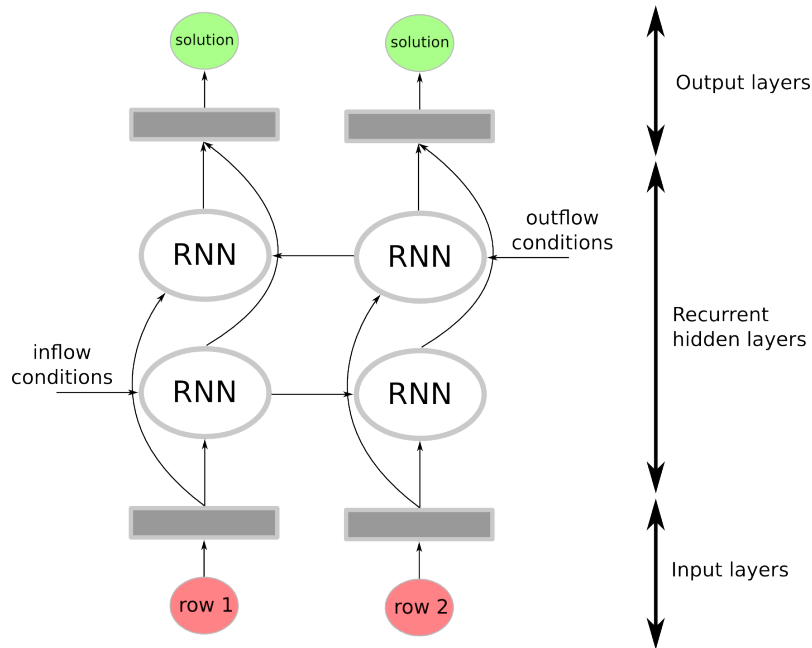 solution
solution
Output layers
RNN
RNN
outflow
conditions
Recurrent
hidden layers
inflow
conditions
RNN
RNN
Input layers
row 1
row 2